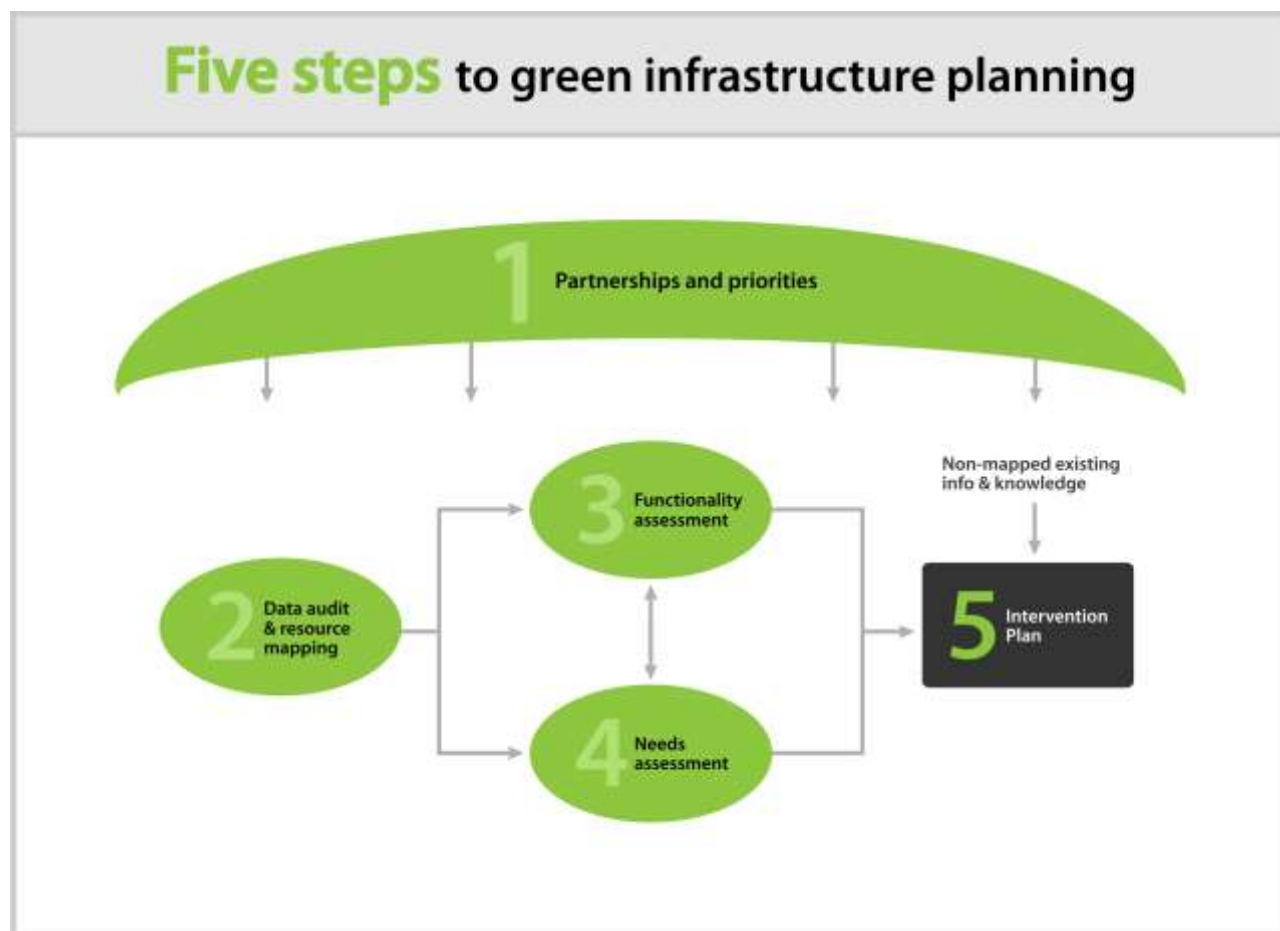 Five steps to green infrastructure planning
1
Partnerships and priorities
2
Data audit
& resource
mapping
3
Functionality
assessment
4
Needs
assessment
Non-mapped existing
info & knowledge
5
Intervention
Plan